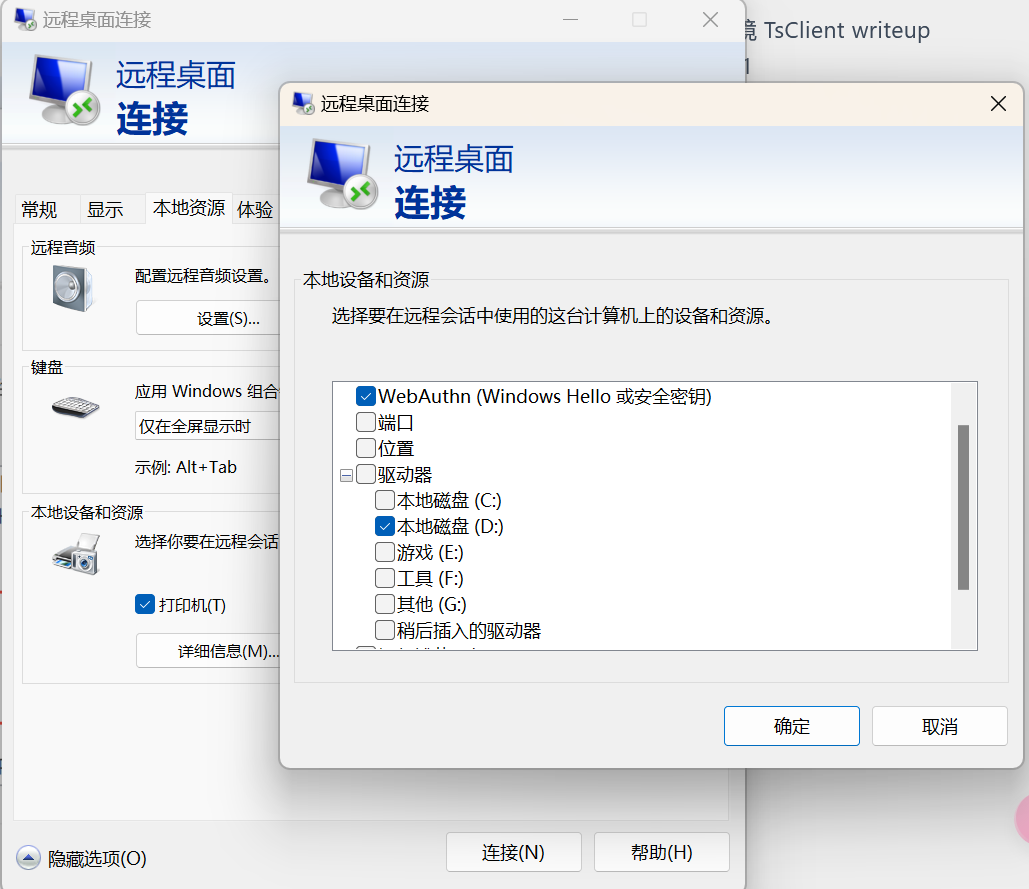 远程桌面连接
远程桌面
连接
常规
显示
本地资源
体验
远程音频
配置远程音频设置。
设置(S)...
键盘
应用 Windows 组合
仅在全屏显示时
示例: Alt+Tab
本地设备和资源
选择你要在远程会话
打印机(T)
详细信息(M)...
隐藏选项(O)
连接(N)
帮助(H)
境 TsClient writeup
远程桌面连接
远程桌面
连接
本地设备和资源
选择要在远程会话中使用的这台计算机上的设备和资源。
WebAuthn (Windows Hello 或安全密钥)
端口
位置
驱动器
本地磁盘 (C:)
本地磁盘 (D:)
游戏 (E:)
工具 (F:)
其他 (G:)
稍后插入的驱动器
确定
取消